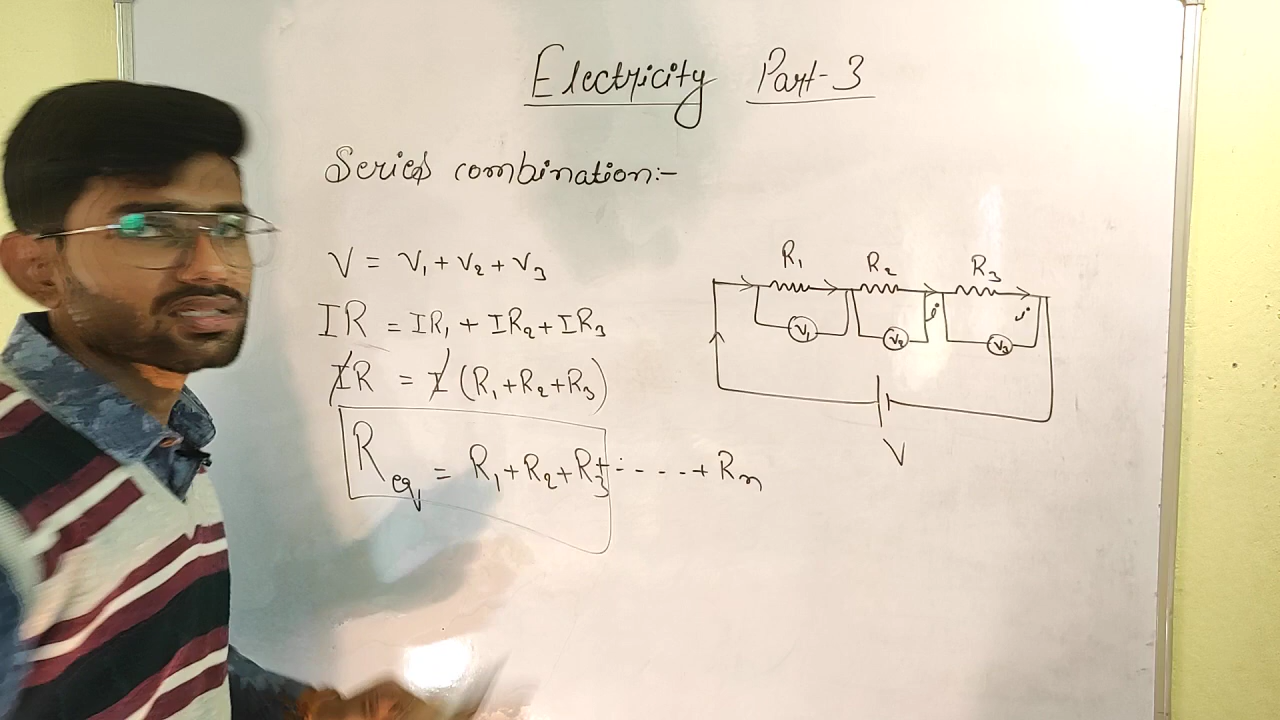 Electricity Part-3
Series combination:-
V = V₁ + V₂ + V₃
IR = IR₁ + IR₂ + IR₃
IR = I (R₁ + R₂ + R₃)
Req = R₁ + R₂ + R₃ + ..... + Rn
R₁ R₂ R₃
V₁ V₂ V₃
V